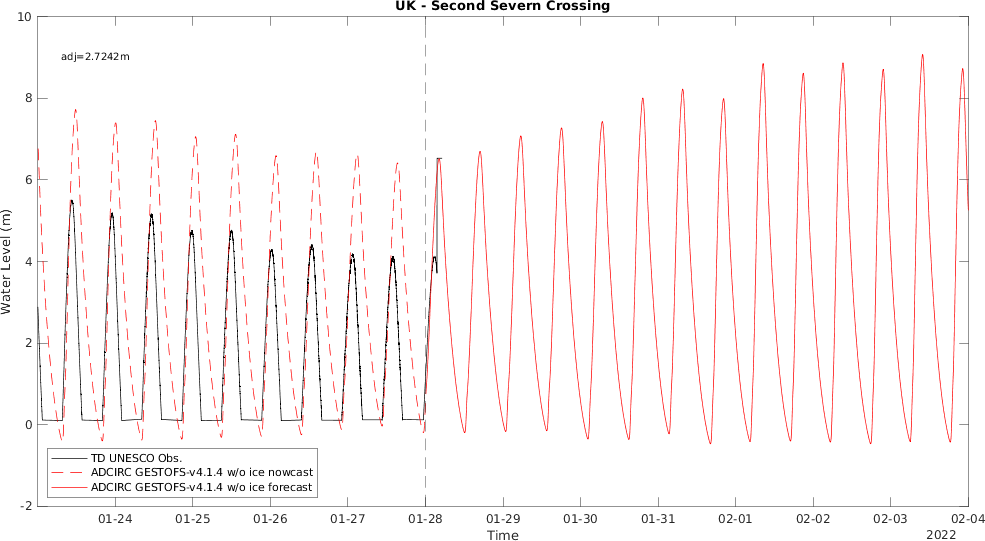 UK - Second Severn Crossing
10
adj=2.7242m
8
6
4
2
0
-2
Water Level (m)
TD UNESCO Obs.
ADCIRC GESTOFS-v4.1.4 w/o ice nowcast
ADCIRC GESTOFS-v4.1.4 w/o ice forecast
01-24 01-25 01-26 01-27 01-28 01-29 01-30 01-31 02-01 02-02 02-03 02-04
Time
2022